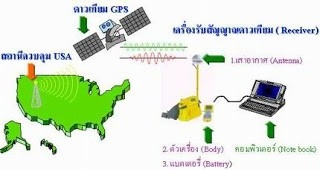 ดาวเทียม GPS
เครื่องรับสัญญาณดาวเทียม ( Receiver)
สถานีควบคุม USA
1.เสาอากาศ (Antenna)
2. ตัวเครื่อง (Body)
คอมพิวเตอร์ (Note book)
3. แบตเตอรี่ (Battery)